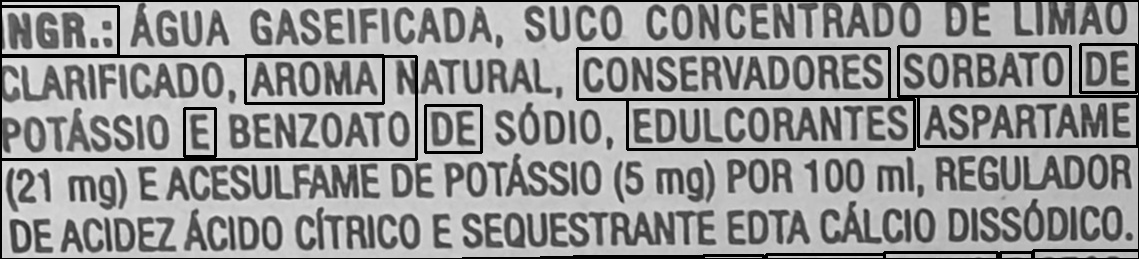 INGR.: ÁGUA GASEIFICADA, SUCO CONCENTRADO DE LIMÃO
CLARIFICADO, AROMA NATURAL, CONSERVADORES SORBATO DE
POTÁSSIO E BENZOATO DE SÓDIO, EDULCORANTES ASPARTAME
(21 mg) E ACESULFAME DE POTÁSSIO (5 mg) POR 100 ml, REGULADOR
DE ACIDEZ ÁCIDO CÍTRICO E SEQUESTRANTE EDTA CÁLCIO DISSÓDICO.